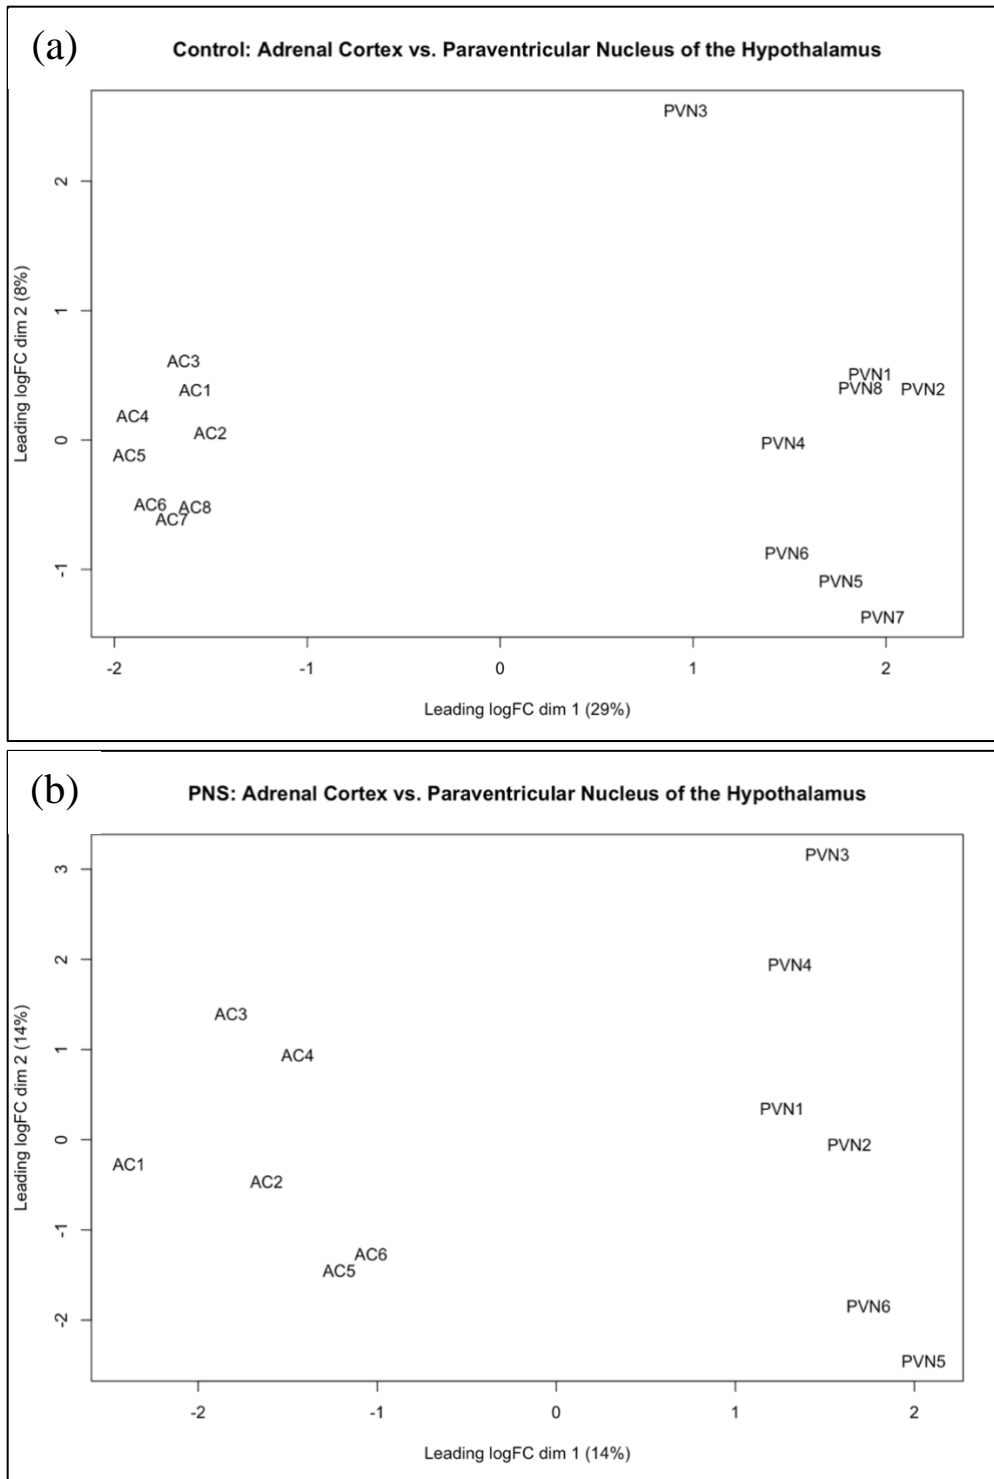 (a)
Control: Adrenal Cortex vs. Paraventricular Nucleus of the Hypothalamus
Leading logFC dim 2 (8%)
2
1
0
-1
PVN3
AC3
AC1
AC4
AC2
AC5
AC6
AC8
AC7
PVN1
PVN8
PVN2
PVN4
PVN6
PVN5
PVN7
-2
-1
0
1
2
Leading logFC dim 1 (29%)
(b)
PNS: Adrenal Cortex vs. Paraventricular Nucleus of the Hypothalamus
Leading logFC dim 2 (14%)
3
2
1
0
-1
-2
PVN3
PVN4
AC3
AC4
PVN1
PVN2
AC1
AC2
AC6
AC5
PVN6
PVN5
-2
-1
0
1
2
Leading logFC dim 1 (14%)